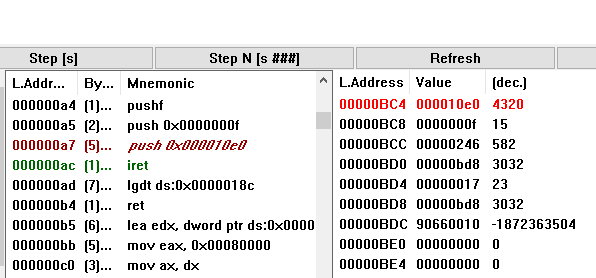 Step [s] Step N [s ###] Refresh
L.Addr... By... Mnemonic
000000a4 (1)... pushf
000000a5 (2)... push 0x0000000f
000000a7 (5)... push 0x000010e0
000000ac (1)... iret
000000ad (7)... lgdt ds:0x0000018c
000000b4 (1)... ret
000000b5 (6)... lea edx, dword ptr ds:0x0000
000000bb (5)... mov eax, 0x00080000
000000c0 (3)... mov ax, dx
L.Address Value (dec.)
00000BC4 000010e0 4320
00000BC8 0000000f 15
00000BCC 00000246 582
00000BD0 00000bd8 3032
00000BD4 00000017 23
00000BD8 00000bd8 3032
00000BDC 90660010 -1872363504
00000BE0 00000000 0
00000BE4 00000000 0